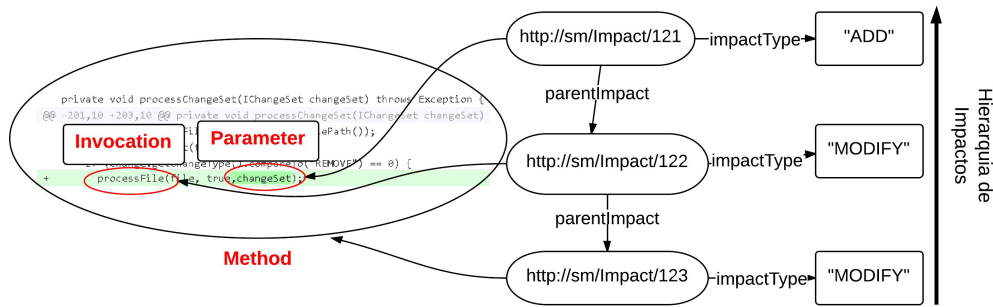 private void processChangeSet(IChangeSet changeSet) throws Exception {
@@ -201,10 +203,10 @@ private void processChangeSet(IChangeSet changeSet)
ePath());
Invocation
Parameter
== 0) {
+ processFile(file, true,changeSet);
Method
http://sm/Impact/121
impactType
"ADD"
parentImpact
http://sm/Impact/122
impactType
"MODIFY"
parentImpact
http://sm/Impact/123
impactType
"MODIFY"
Hierarquia de
Impactos